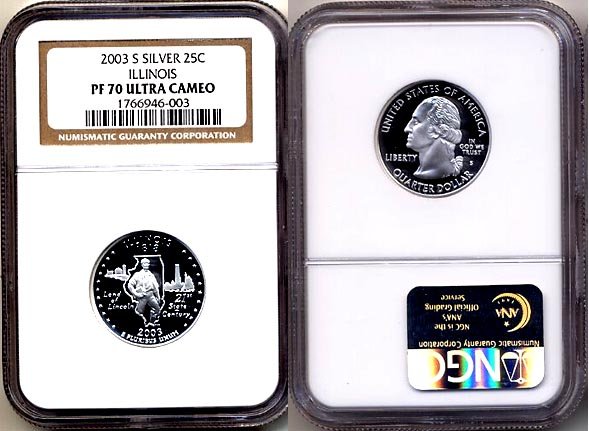 2003 S SILVER 25C
ILLINOIS
PF 70 ULTRA CAMEO
1766946-003
NUMISMATIC GUARANTY CORPORATION
ILLINOIS
1818
Land of Lincoln
21st State Century
2003
E PLURIBUS UNUM
UNITED STATES OF AMERICA
LIBERTY
IN
GOD WE
TRUST
S
QUARTER DOLLAR
NGC
Numismatic Guaranty
Corporation
NGC is the
ANA's
Official Grading
Service
ANA